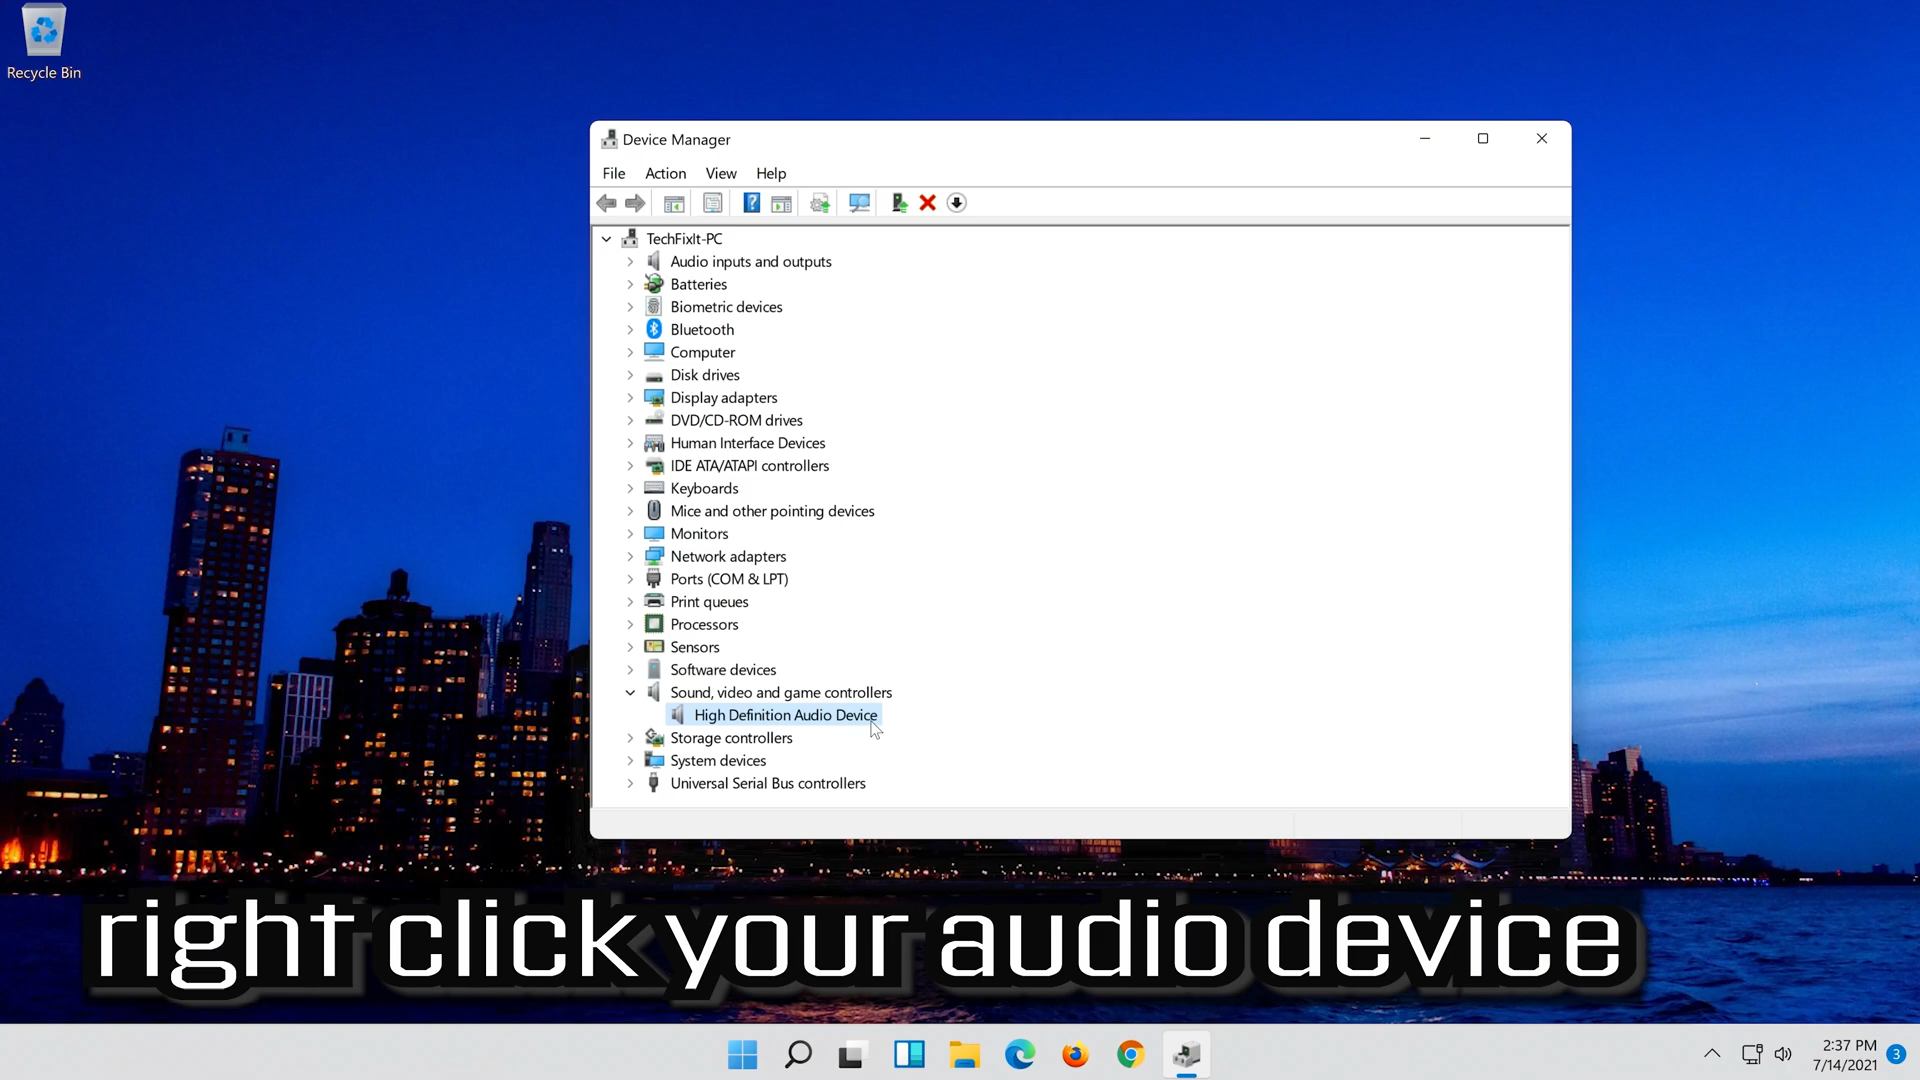 Recycle Bin
Device Manager
File Action View Help
TechFixIt-PC
Audio inputs and outputs
Batteries
Biometric devices
Bluetooth
Computer
Disk drives
Display adapters
DVD/CD-ROM drives
Human Interface Devices
IDE ATA/ATAPI controllers
Keyboards
Mice and other pointing devices
Monitors
Network adapters
Ports (COM & LPT)
Print queues
Processors
Sensors
Software devices
Sound, video and game controllers
High Definition Audio Device
Storage controllers
System devices
Universal Serial Bus controllers
right click your audio device
2:37 PM
7/14/2021
3